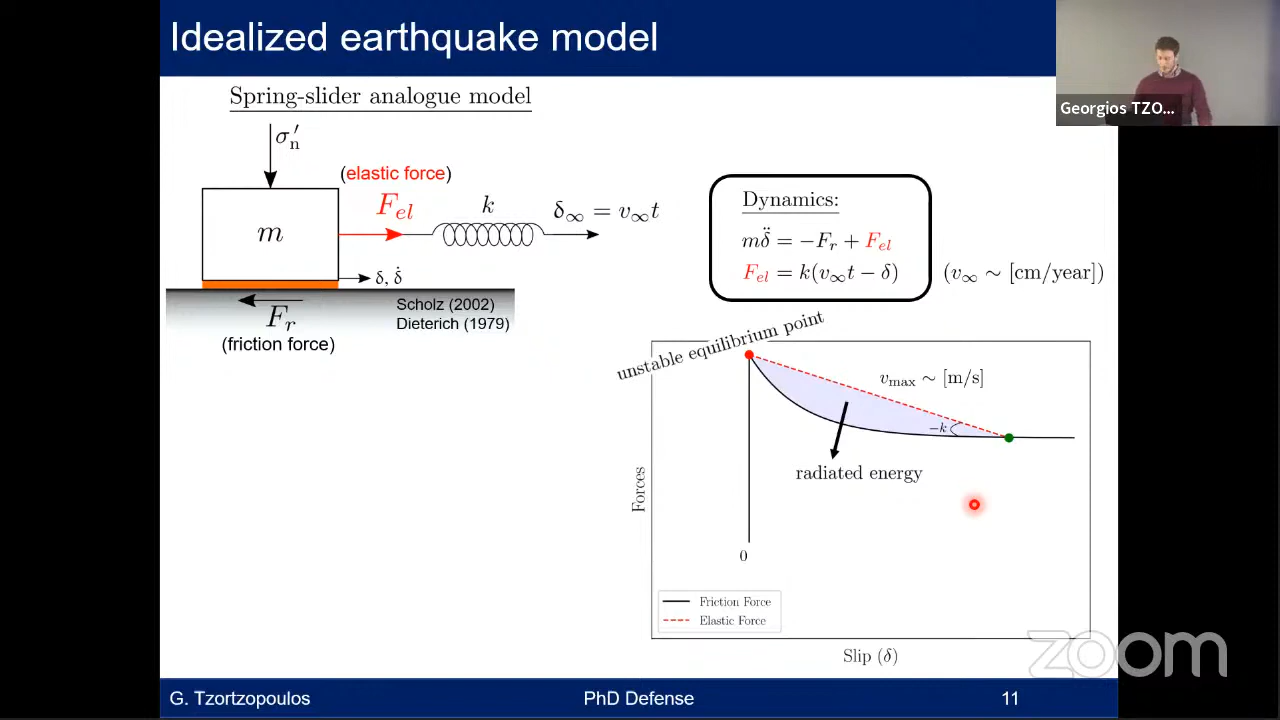 Idealized earthquake model
Georgios TZO...
Spring-slider analogue model
σ′n
(elastic force)
Fel
k
δ∞ = v∞t
m
δ, δ̇
Fr
(friction force)
Scholz (2002)
Dieterich (1979)
Dynamics:
mδ̈ = −Fr + Fel
Fel = k(v∞t − δ)
(v∞ ∼ [cm/year])
unstable equilibrium point
vmax ∼ [m/s]
−k
radiated energy
Forces
0
Friction Force
Elastic Force
Slip (δ)
zoom
G. Tzortzopoulos
PhD Defense
11